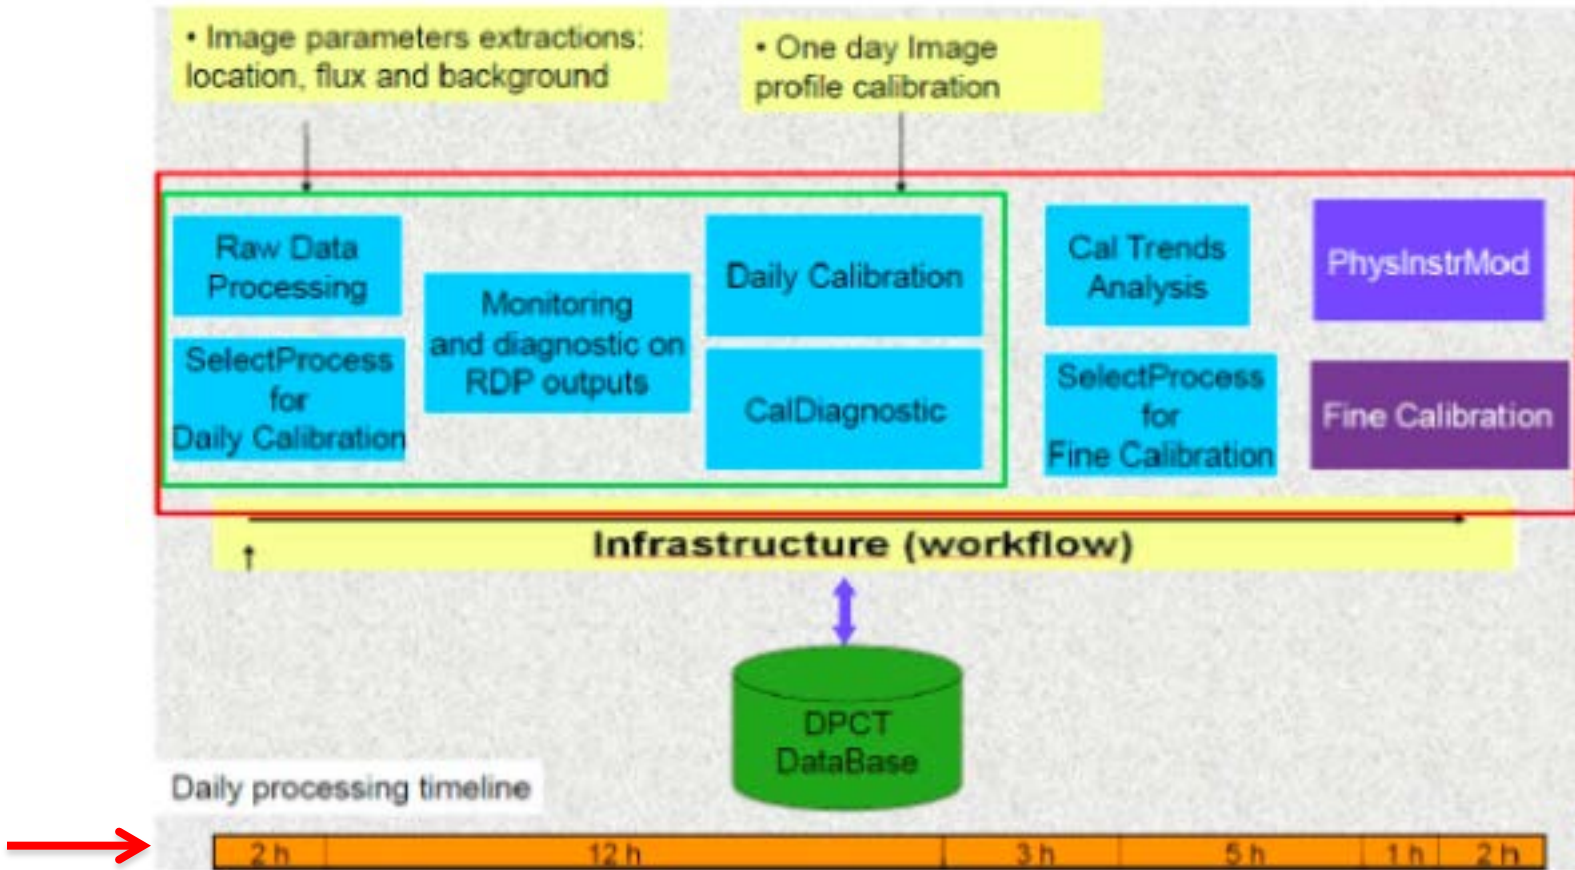 • Image parameters extractions:
location, flux and background
• One day Image
profile calibration
Raw Data
Processing
SelectProcess
for
Daily Calibration
Monitoring
and diagnostic on
RDP outputs
Daily Calibration
CalDiagnostic
Cal Trends
Analysis
SelectProcess
for
Fine Calibration
PhysInstrMod
Fine Calibration
Infrastructure (workflow)
DPCT
DataBase
Daily processing timeline
2 h 12 h 3 h 5 h 1 h 2 h